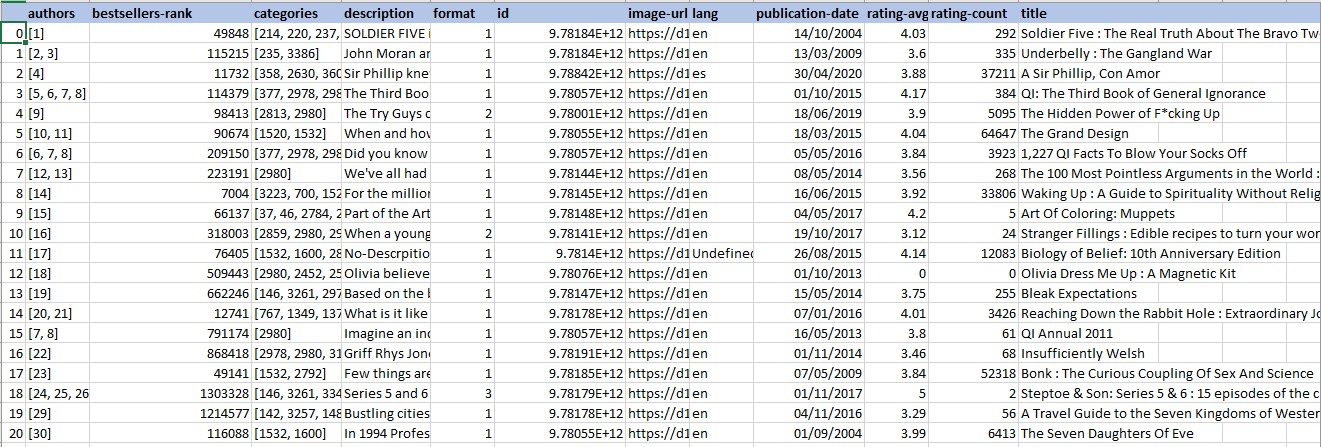 authors bestsellers-rank categories description format id image-url lang publication-date rating-avg rating-count title
0 [1] 49848 [214, 220, 237, SOLDIER FIVE i 1 9.78184E+12 https://d1 en 14/10/2004 4.03 292 Soldier Five : The Real Truth About The Bravo Tw
1 [2, 3] 115215 [235, 3386] John Moran ar 1 9.78174E+12 https://d1 en 13/03/2009 3.6 335 Underbelly : The Gangland War
2 [4] 11732 [358, 2630, 360 Sir Phillip kne 1 9.78842E+12 https://d1 es 30/04/2020 3.88 37211 A Sir Phillip, Con Amor
3 [5, 6, 7, 8] 114379 [377, 2978, 298 The Third Boo 1 9.78057E+12 https://d1 en 01/10/2015 4.17 384 QI: The Third Book of General Ignorance
4 [9] 98413 [2813, 2980] The Try Guys c 2 9.78001E+12 https://d1 en 18/06/2019 3.9 5095 The Hidden Power of F*cking Up
5 [10, 11] 90674 [1520, 1532] When and hov 1 9.78055E+12 https://d1 en 18/03/2015 4.04 64647 The Grand Design
6 [6, 7, 8] 209150 [377, 2978, 298 Did you know 1 9.78057E+12 https://d1 en 05/05/2016 3.84 3923 1,227 QI Facts To Blow Your Socks Off
7 [12, 13] 223191 [2980] We've all had 1 9.78144E+12 https://d1 en 08/05/2014 3.56 268 The 100 Most Pointless Arguments in the World :
8 [14] 7004 [3223, 700, 152 For the million 1 9.78145E+12 https://d1 en 16/06/2015 3.92 33806 Waking Up : A Guide to Spirituality Without Relig
9 [15] 66137 [37, 46, 2784, 2 Part of the Art 1 9.78148E+12 https://d1 en 04/05/2017 4.2 5 Art Of Coloring: Muppets
10 [16] 318003 [2859, 2980, 29 When a young 2 9.78141E+12 https://d1 en 19/10/2017 3.12 24 Stranger Fillings : Edible recipes to turn your wor
11 [17] 76405 [1532, 1600, 28 No-Descrpitio 1 9.7814E+12 https://d1 Undefined 26/08/2015 4.14 12083 Biology of Belief: 10th Anniversary Edition
12 [18] 509443 [2980, 2452, 25 Olivia believe 1 9.78076E+12 https://d1 en 01/10/2013 0 0 Olivia Dress Me Up : A Magnetic Kit
13 [19] 662246 [146, 3261, 297 Based on the b 1 9.78147E+12 https://d1 en 15/05/2014 3.75 255 Bleak Expectations
14 [20, 21] 12741 [767, 1349, 137 What is it like 1 9.78178E+12 https://d1 en 07/01/2016 4.01 3426 Reaching Down the Rabbit Hole : Extraordinary Jo
15 [7, 8] 791174 [2980] Imagine an inc 1 9.78057E+12 https://d1 en 16/05/2013 3.8 61 QI Annual 2011
16 [22] 868418 [2978, 2980, 31 Griff Rhys Jone 1 9.78191E+12 https://d1 en 01/11/2014 3.46 68 Insufficiently Welsh
17 [23] 49141 [1532, 2792] Few things are 1 9.78185E+12 https://d1 en 07/05/2009 3.84 52318 Bonk : The Curious Coupling Of Sex And Science
18 [24, 25, 26 1303328 [146, 3261, 334 Series 5 and 6 3 9.78179E+12 https://d1 en 01/11/2017 5 2 Steptoe & Son: Series 5 & 6 : 15 episodes of the c
19 [29] 1214577 [142, 3257, 148 Bustling cities 1 9.78178E+12 https://d1 en 04/11/2016 3.29 56 A Travel Guide to the Seven Kingdoms of Wester
20 [30] 116088 [1532, 1600] In 1994 Profes 1 9.78055E+12 https://d1 en 01/09/2004 3.99 6413 The Seven Daughters Of Eve